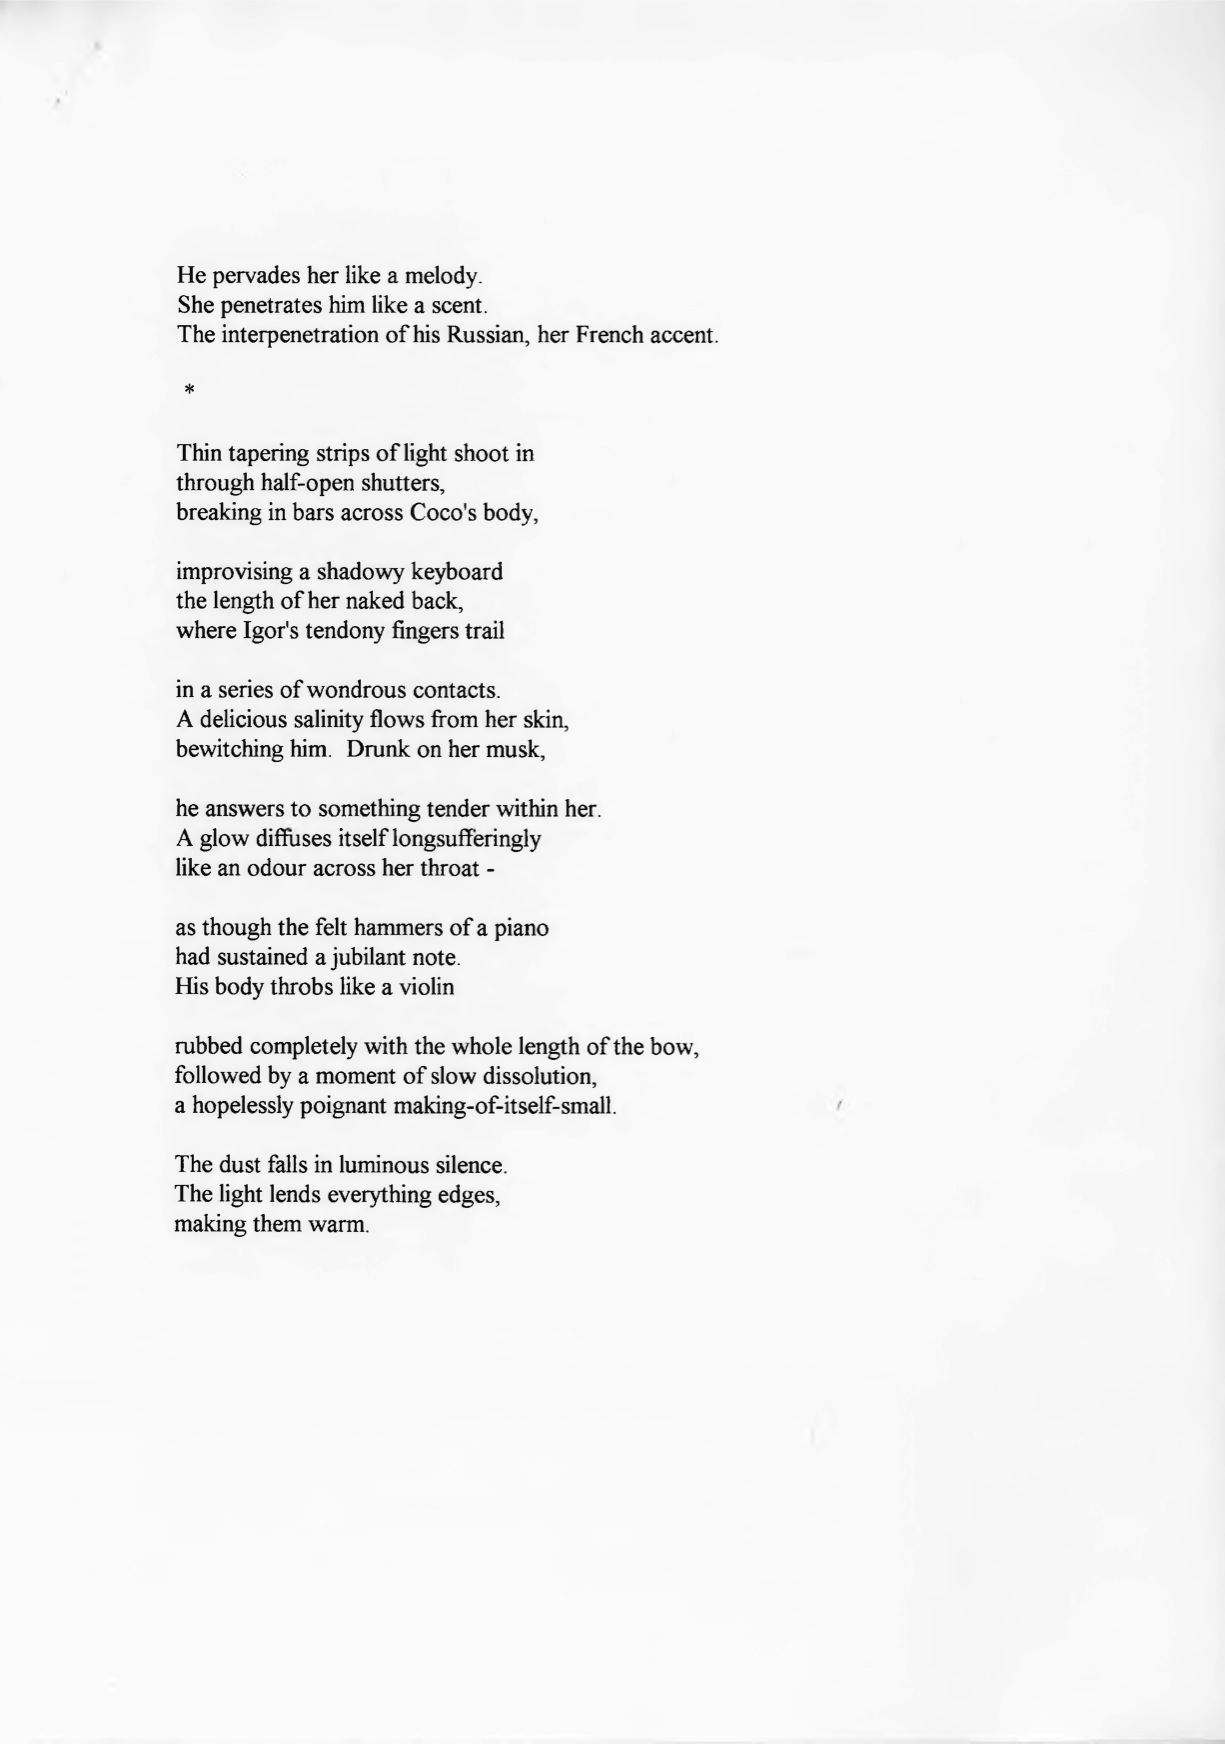 He pervades her like a melody.
She penetrates him like a scent.
The interpenetration of his Russian, her French accent.
*
Thin tapering strips of light shoot in
through half-open shutters,
breaking in bars across Coco's body,
improvising a shadowy keyboard
the length of her naked back,
where Igor's tendony fingers trail
in a series of wondrous contacts.
A delicious salinity flows from her skin,
bewitching him.  Drunk on her musk,
he answers to something tender within her.
A glow diffuses itself longsufferingly
like an odour across her throat -
as though the felt hammers of a piano
had sustained a jubilant note.
His body throbs like a violin
rubbed completely with the whole length of the bow,
followed by a moment of slow dissolution,
a hopelessly poignant making-of-itself-small.
The dust falls in luminous silence.
The light lends everything edges,
making them warm.